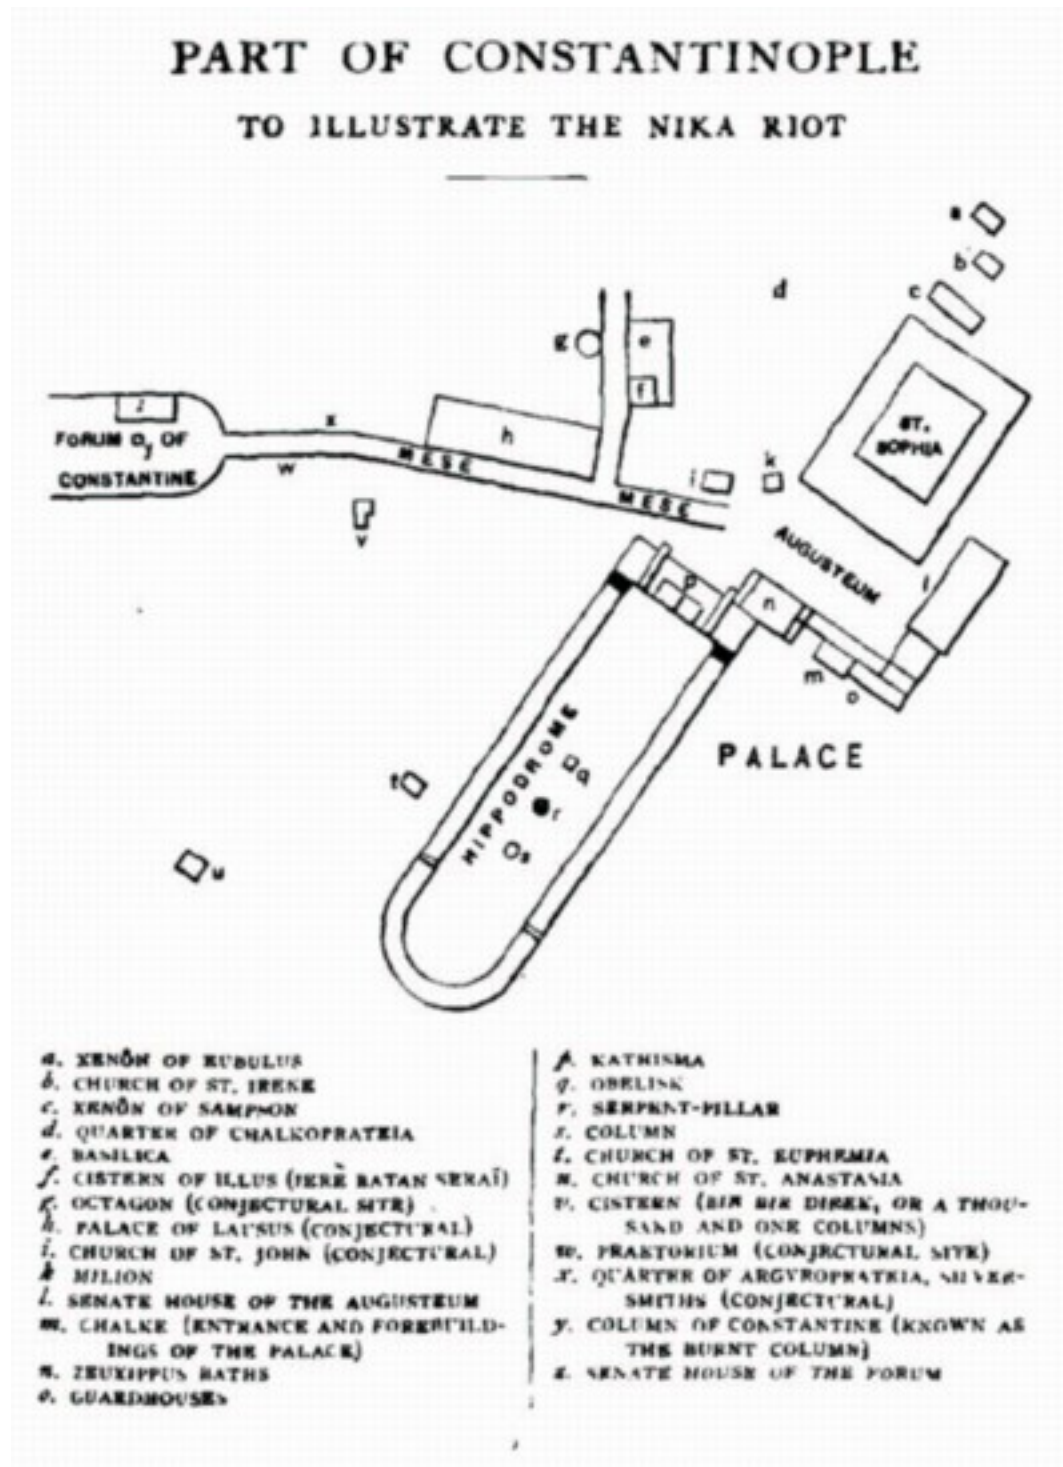 PART OF CONSTANTINOPLE
TO ILLUSTRATE THE NIKA RIOT
a
b
c
d
g
e
f
z
x
h
FORUM y OF
CONSTANTINE
w
MESE
i
k
ST.
SOPHIA
MESE
v
AUGUSTEUM
l
p
n
m
o
PALACE
HIPPODROME
q
r
s
t
u
a. XENÔN OF EUBULUS
b. CHURCH OF ST. IRENE
c. XENÔN OF SAMPSON
d. QUARTER OF CHALKOPRATEIA
e. BASILICA
f. CISTERN OF ILLUS (JERÈ BATAN SERAÏ)
g. OCTAGON (CONJECTURAL SITE)
h. PALACE OF LAUSUS (CONJECTURAL)
i. CHURCH OF ST. JOHN (CONJECTURAL)
k MILION
l. SENATE HOUSE OF THE AUGUSTEUM
m. CHALKE (ENTRANCE AND FOREBUILD-
INGS OF THE PALACE)
n. ZEUXIPPUS BATHS
o. GUARDHOUSES
p. KATHISMA
q. OBELISK
r. SERPENT-PILLAR
s. COLUMN
t. CHURCH OF ST. EUPHEMIA
u. CHURCH OF ST. ANASTASIA
v. CISTERN (BIR BIR DIREK, OR A THOU-
SAND AND ONE COLUMNS)
w. PRAETORIUM (CONJECTURAL SITE)
x. QUARTER OF ARGYROPRATEIA, SILVER-
SMITHS (CONJECTURAL)
y. COLUMN OF CONSTANTINE (KNOWN AS
THE BURNT COLUMN)
z. SENATE HOUSE OF THE FORUM